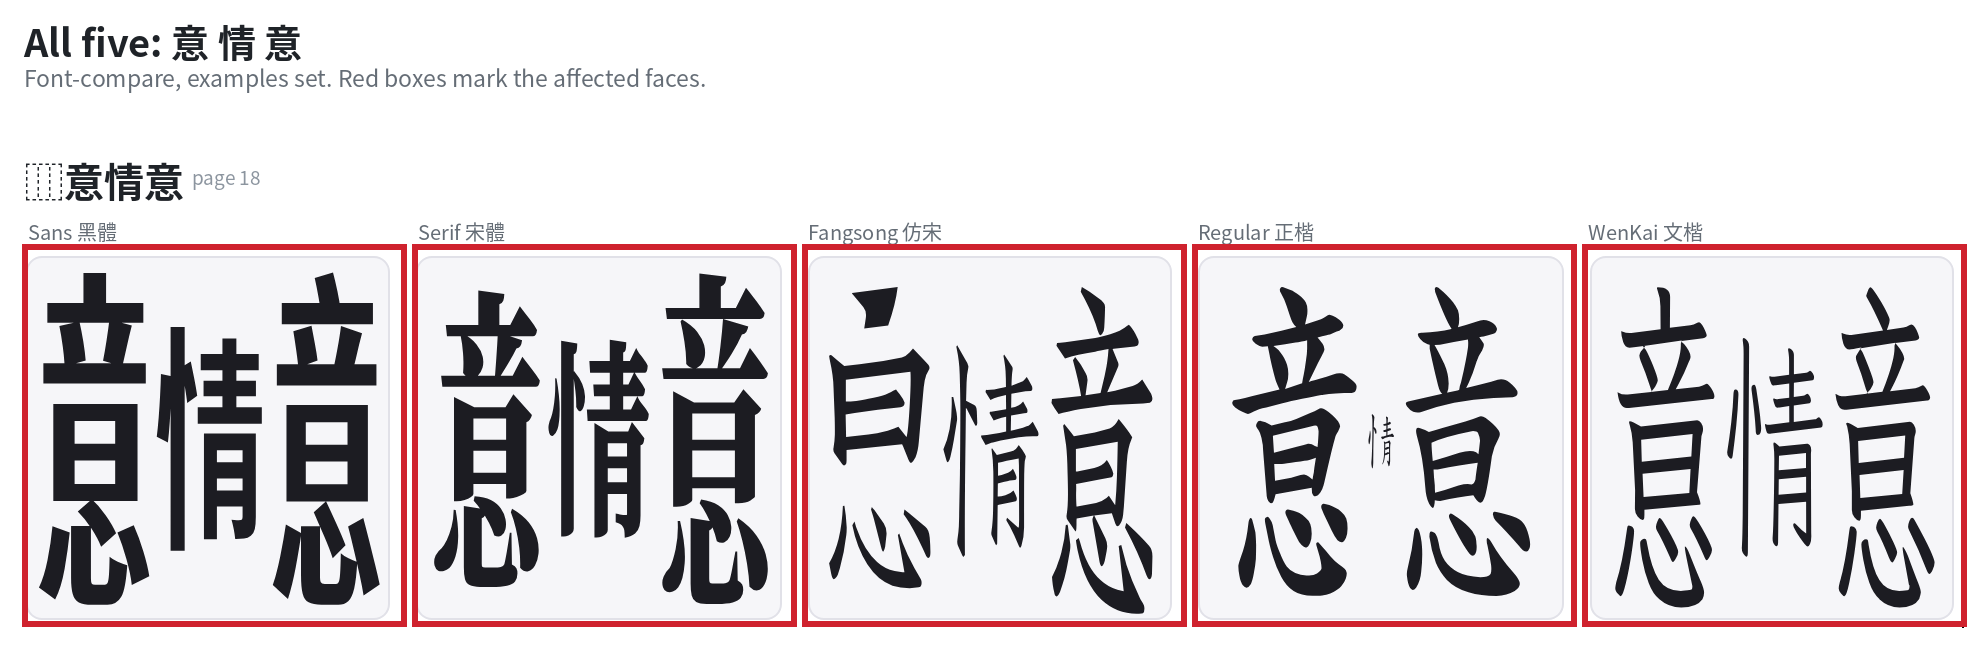 All five: 意 情 意
Font-compare, examples set. Red boxes mark the affected faces.
⿲意情意 page 18
Sans 黑體
Serif 宋體
Fangsong 仿宋
Regular 正楷
WenKai 文楷
意情意
意情意
情意
意情意
意情意